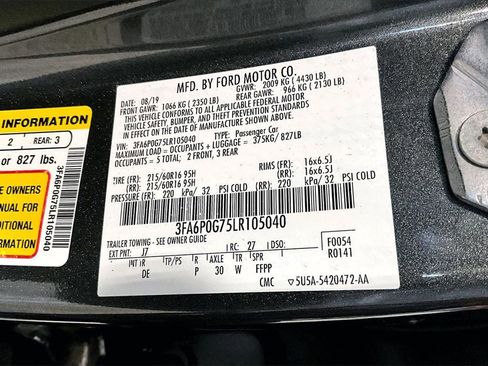 MFD. BY FORD MOTOR CO.
DATE: 08/19 GVWR: 2009 KG (4430 LB)
FRONT GAWR: 1066 KG (2350 LB) REAR GAWR: 966 KG (2130 LB)
THIS VEHICLE CONFORMS TO ALL APPLICABLE FEDERAL MOTOR
VEHICLE SAFETY, BUMPER, AND THEFT PREVENTION STANDARDS
IN EFFECT ON THE DATE OF MANUFACTURE SHOWN ABOVE.
VIN: 3FA6P0G75LR105040 TYPE: Passenger Car
MAXIMUM LOAD = OCCUPANTS + LUGGAGE = 375KG/ 827LB
OCCUPANTS = 5 TOTAL; 2 FRONT, 3 REAR
TIRE (FR): 215/60R16 95H RIMS (FR): 16x6.5J
(RR): 215/60R16 95H (RR): 16x6.5J
PRESSURE (FR): 220 kPa/ 32 PSI COLD (RR): 220 kPa/ 32 PSI COLD
3FA6P0G75LR105040
TRAILER TOWING - SEE OWNER GUIDE
EXT PNT: J7 RC: 27 DSO: F0054
R0141
INT TR TP/PS R AXLE TR SPR
DE P 30 W FFPP
CMC 5U5A-5420472-AA
INFORMATION
2 REAR: 3
or 827 lbs.
OWNERS
MANUAL FOR
INFORMATION
3FA6P0G75LR105040